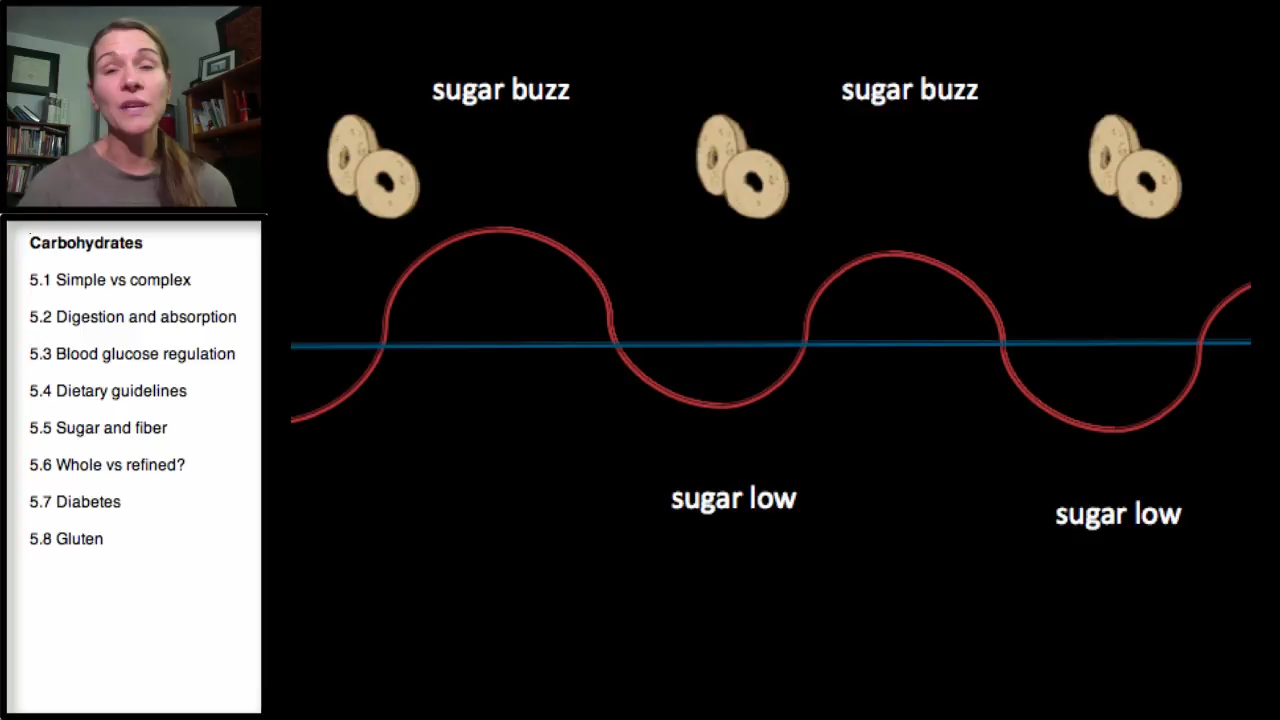 sugar buzz
sugar buzz
Carbohydrates
5.1 Simple vs complex
5.2 Digestion and absorption
5.3 Blood glucose regulation
5.4 Dietary guidelines
5.5 Sugar and fiber
5.6 Whole vs refined?
5.7 Diabetes
5.8 Gluten
sugar low
sugar low